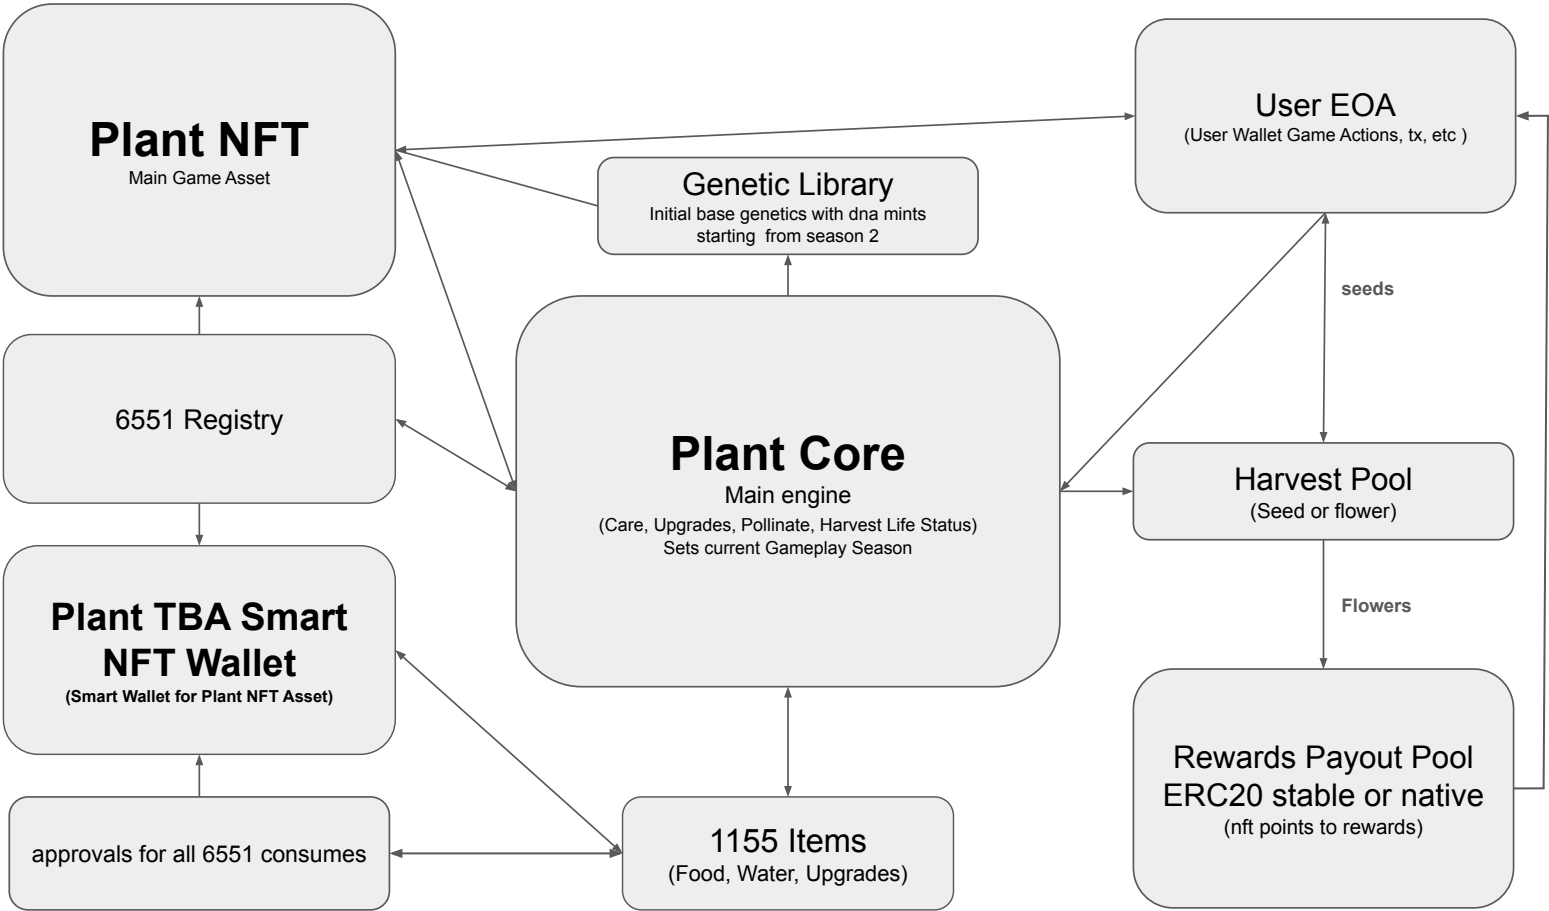 Plant NFT
Main Game Asset
User EOA
(User Wallet Game Actions, tx, etc )
Genetic Library
Initial base genetics with dna mints
starting from season 2
seeds
6551 Registry
Plant Core
Main engine
(Care, Upgrades, Pollinate, Harvest Life Status)
Sets current Gameplay Season
Harvest Pool
(Seed or flower)
Plant TBA Smart
NFT Wallet
(Smart Wallet for Plant NFT Asset)
Flowers
Rewards Payout Pool
ERC20 stable or native
(nft points to rewards)
approvals for all 6551 consumes
1155 Items
(Food, Water, Upgrades)